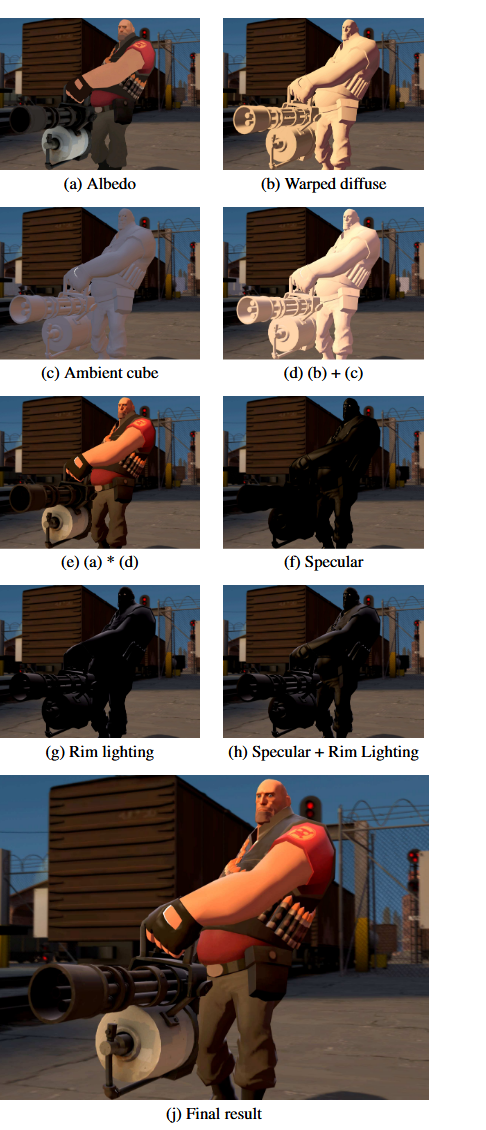 (a) Albedo
(b) Warped diffuse
(c) Ambient cube
(d) (b) + (c)
(e) (a) * (d)
(f) Specular
(g) Rim lighting
(h) Specular + Rim Lighting
(j) Final result